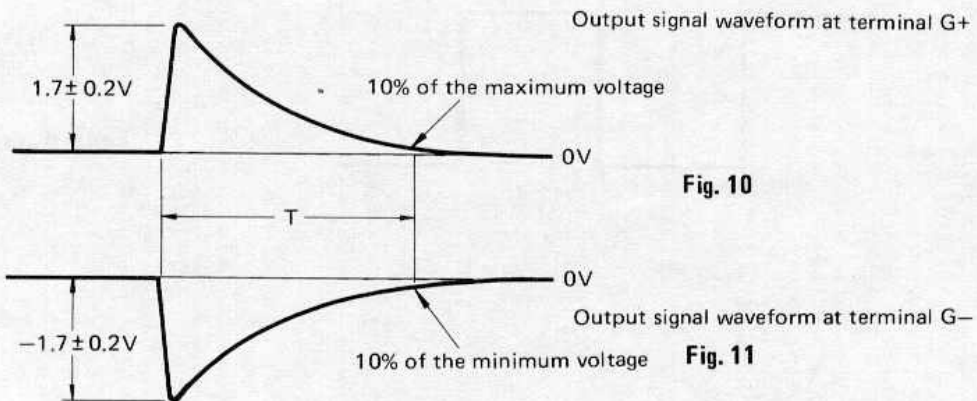 Output signal waveform at terminal G+
1.7± 0.2V
10% of the maximum voltage
0V
Fig. 10
T
0V
Output signal waveform at terminal G−
−1.7± 0.2V
10% of the minimum voltage
Fig. 11